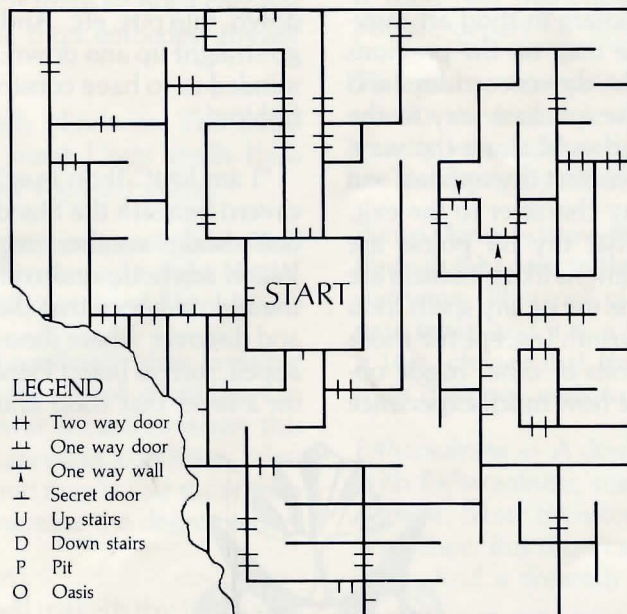 START
LEGEND
Two way door
One way door
One way wall
Secret door
U Up stairs
D Down stairs
P Pit
O Oasis